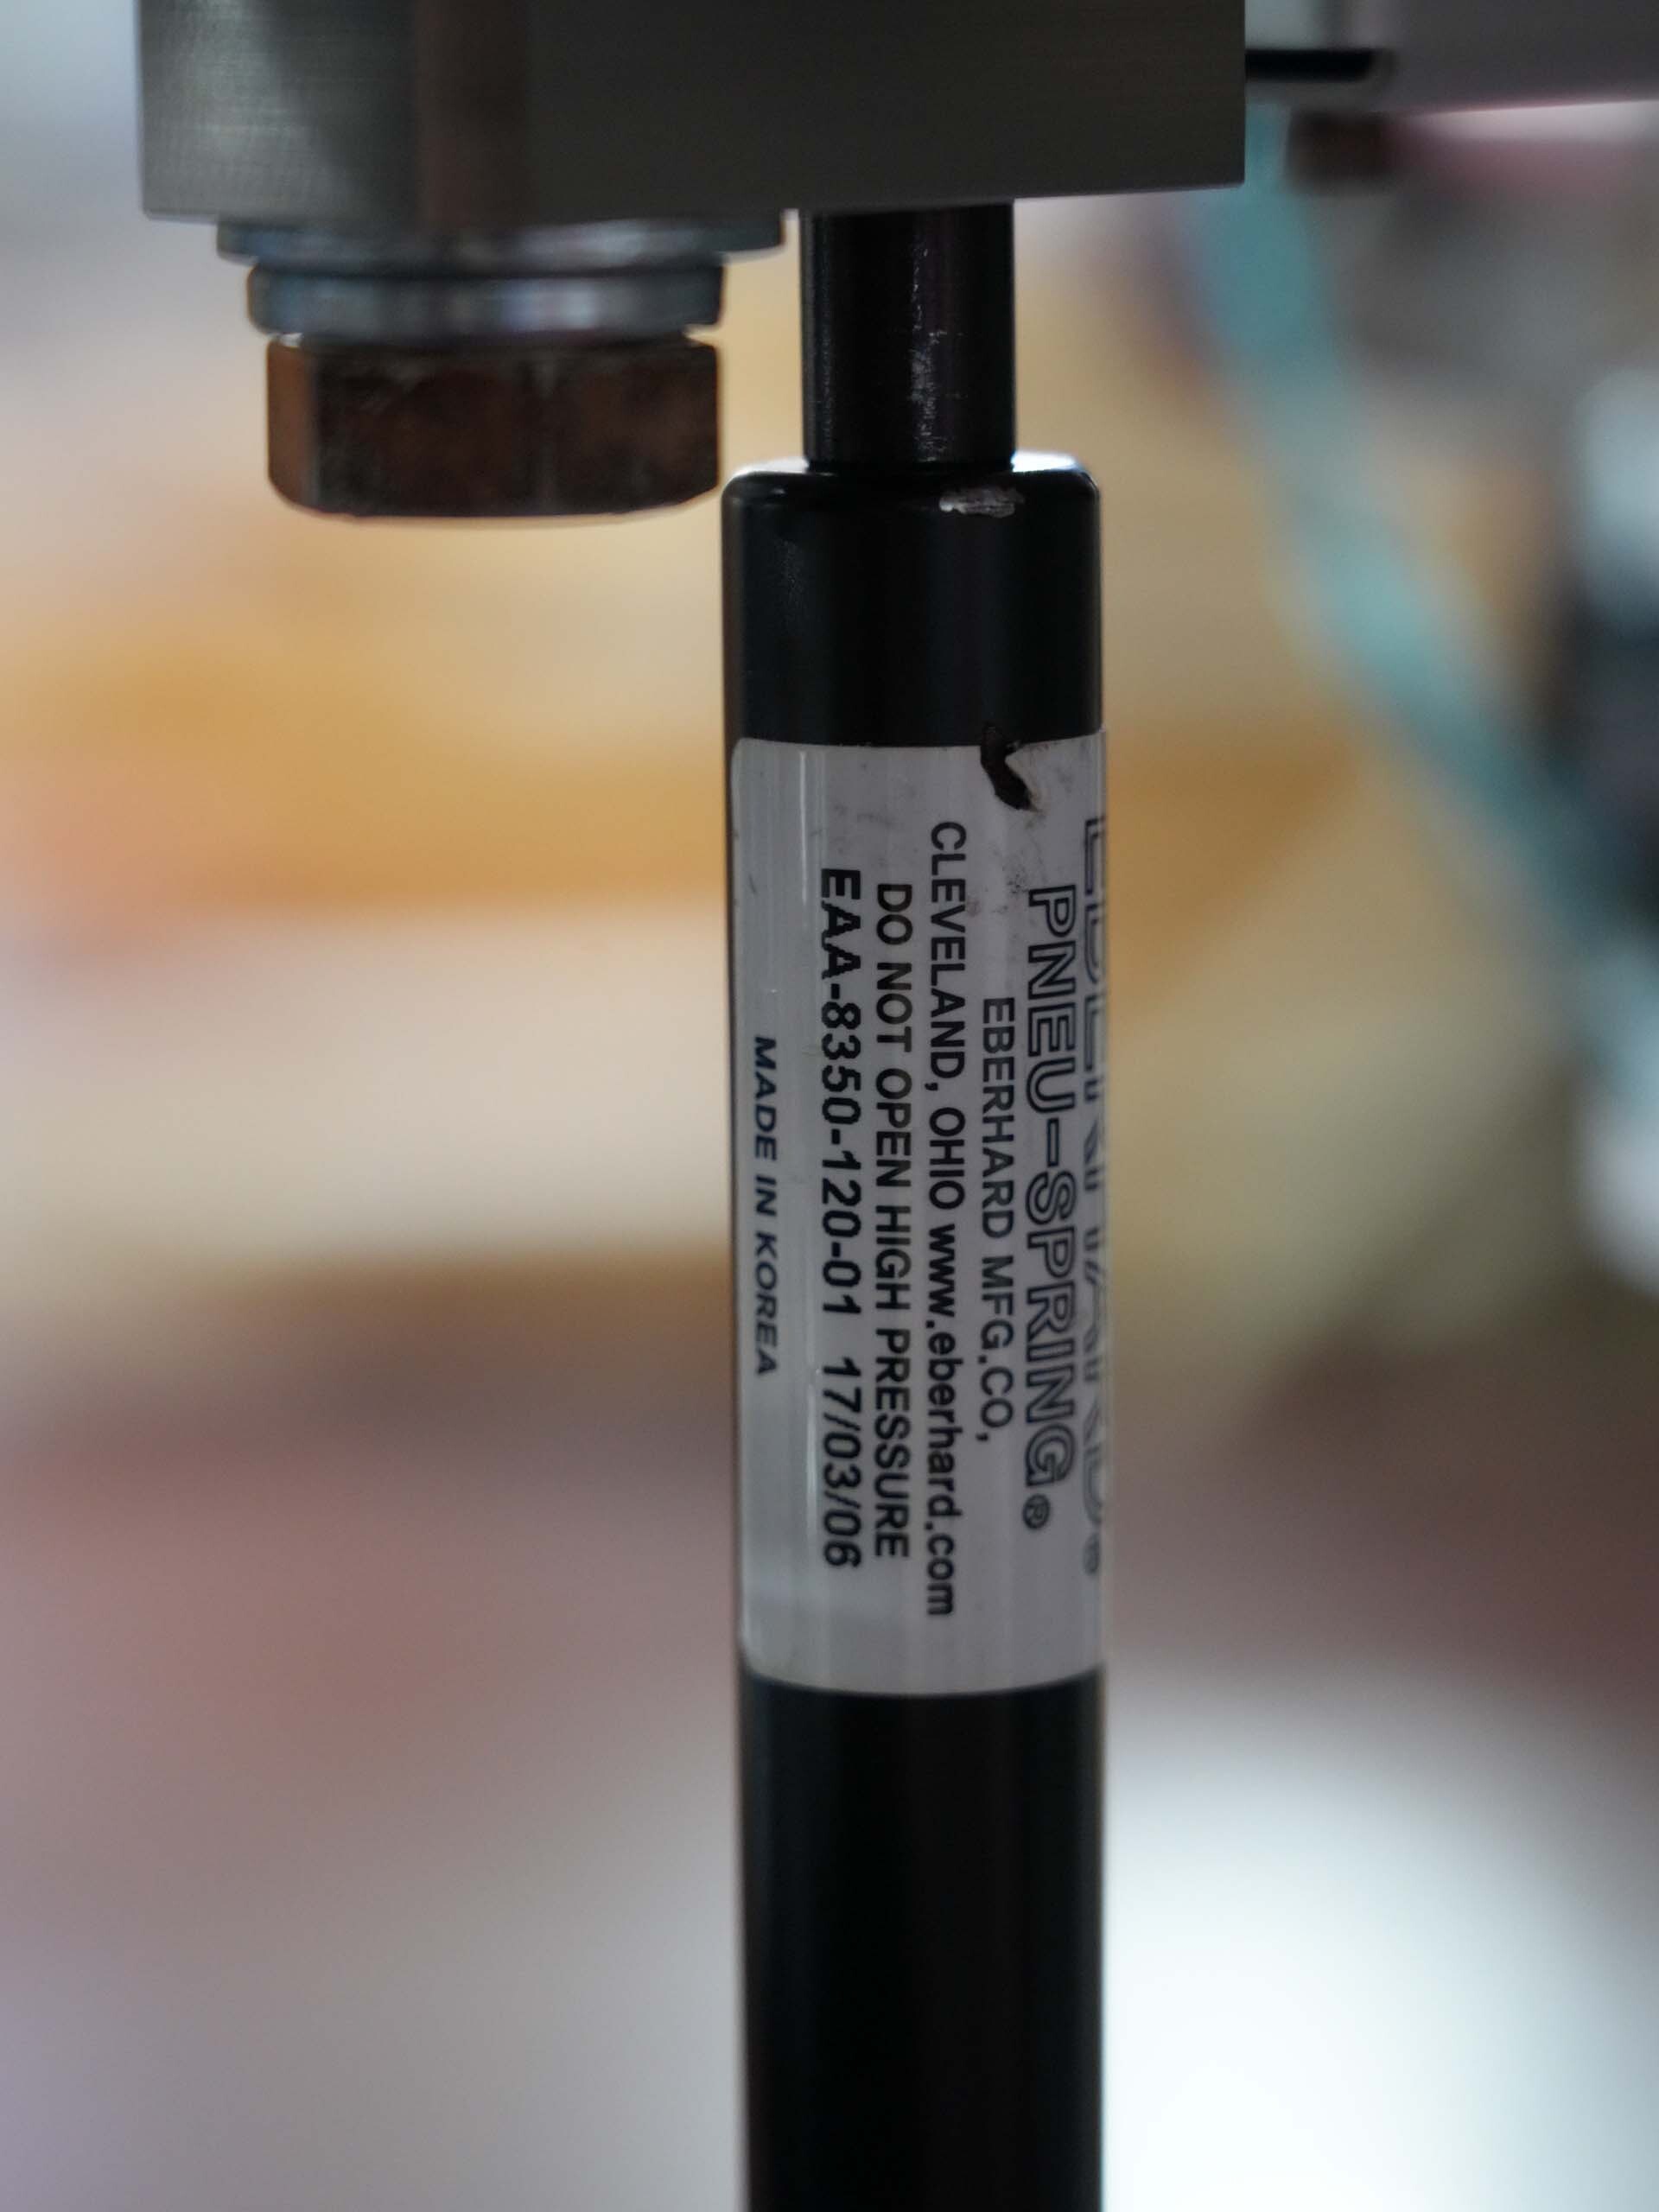 EBERHARD®
PNEU-SPRING®
EBERHARD MFG.CO,
CLEVELAND, OHIO www.eberhard.com
DO NOT OPEN HIGH PRESSURE
EAA-8350-120-01 17/03/06
MADE IN KOREA